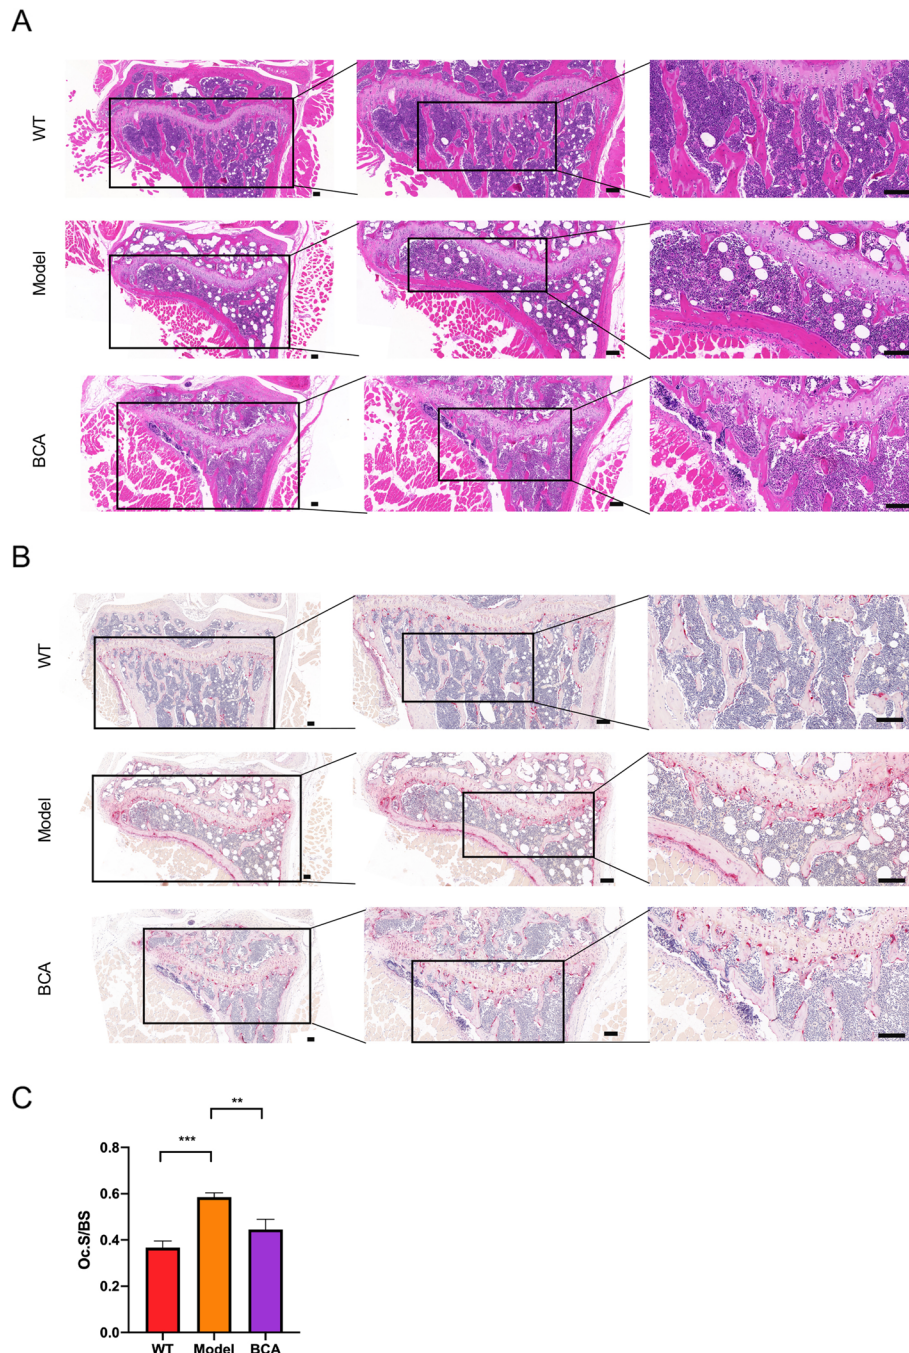 A
WT
Model
BCA
B
WT
Model
BCA
C
**
***
0.8
0.6
0.4
0.2
0.0
Oc.S/BS
WT Model BCA